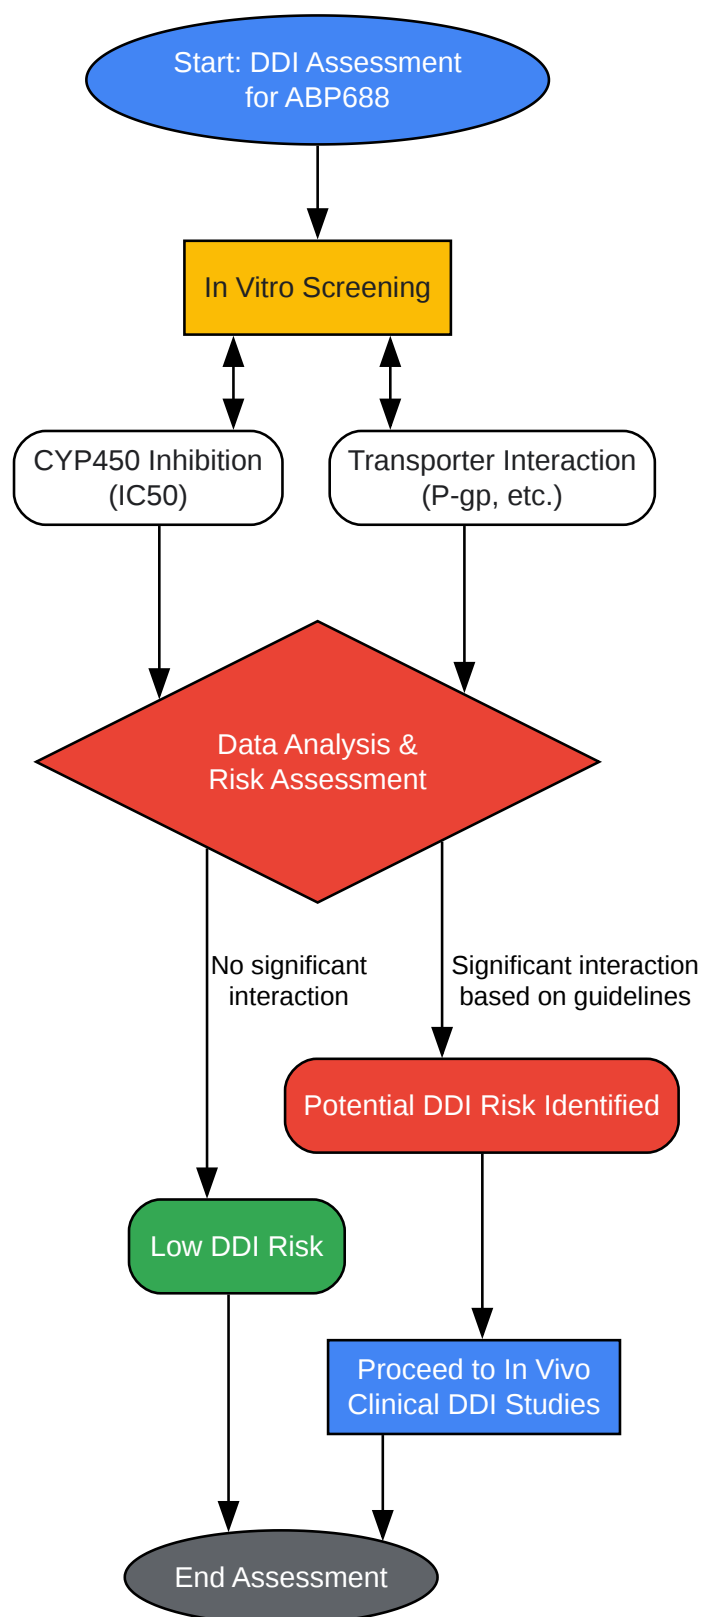 Start: DDI Assessment
for ABP688
In Vitro Screening
CYP450 Inhibition
(IC50)
Transporter Interaction
(P-gp, etc.)
Data Analysis &
Risk Assessment
No significant
interaction
Significant interaction
based on guidelines
Potential DDI Risk Identified
Low DDI Risk
Proceed to In Vivo
Clinical DDI Studies
End Assessment